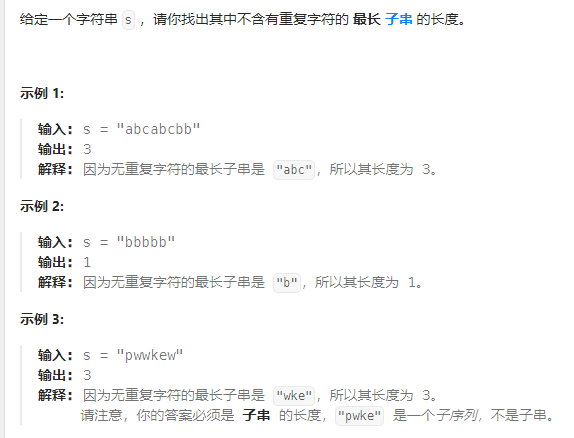 给定一个字符串 s ，请你找出其中不含有重复字符的 最长 子串 的长度。
示例 1:
输入: s = "abcabcbb"
输出: 3
解释: 因为无重复字符的最长子串是 "abc"，所以其长度为 3。
示例 2:
输入: s = "bbbbb"
输出: 1
解释: 因为无重复字符的最长子串是 "b"，所以其长度为 1。
示例 3:
输入: s = "pwwkew"
输出: 3
解释: 因为无重复字符的最长子串是 "wke"，所以其长度为 3。
请注意，你的答案必须是 子串 的长度，"pwke" 是一个子序列，不是子串。